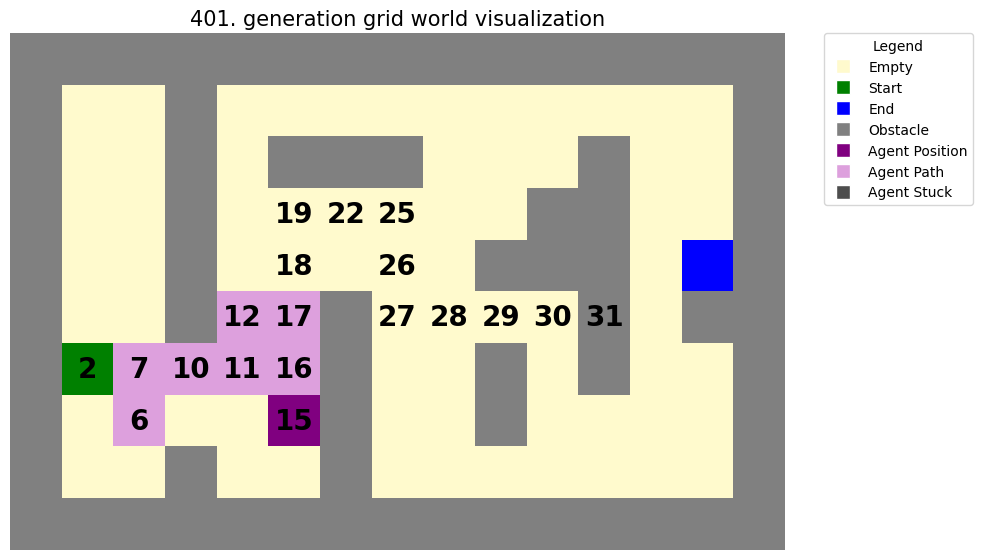 401. generation grid world visualization
Legend
Empty
Start
End
Obstacle
Agent Position
Agent Path
Agent Stuck
19 22 25
18 26
12 17 27 28 29 30 31
2 7 10 11 16
6 15